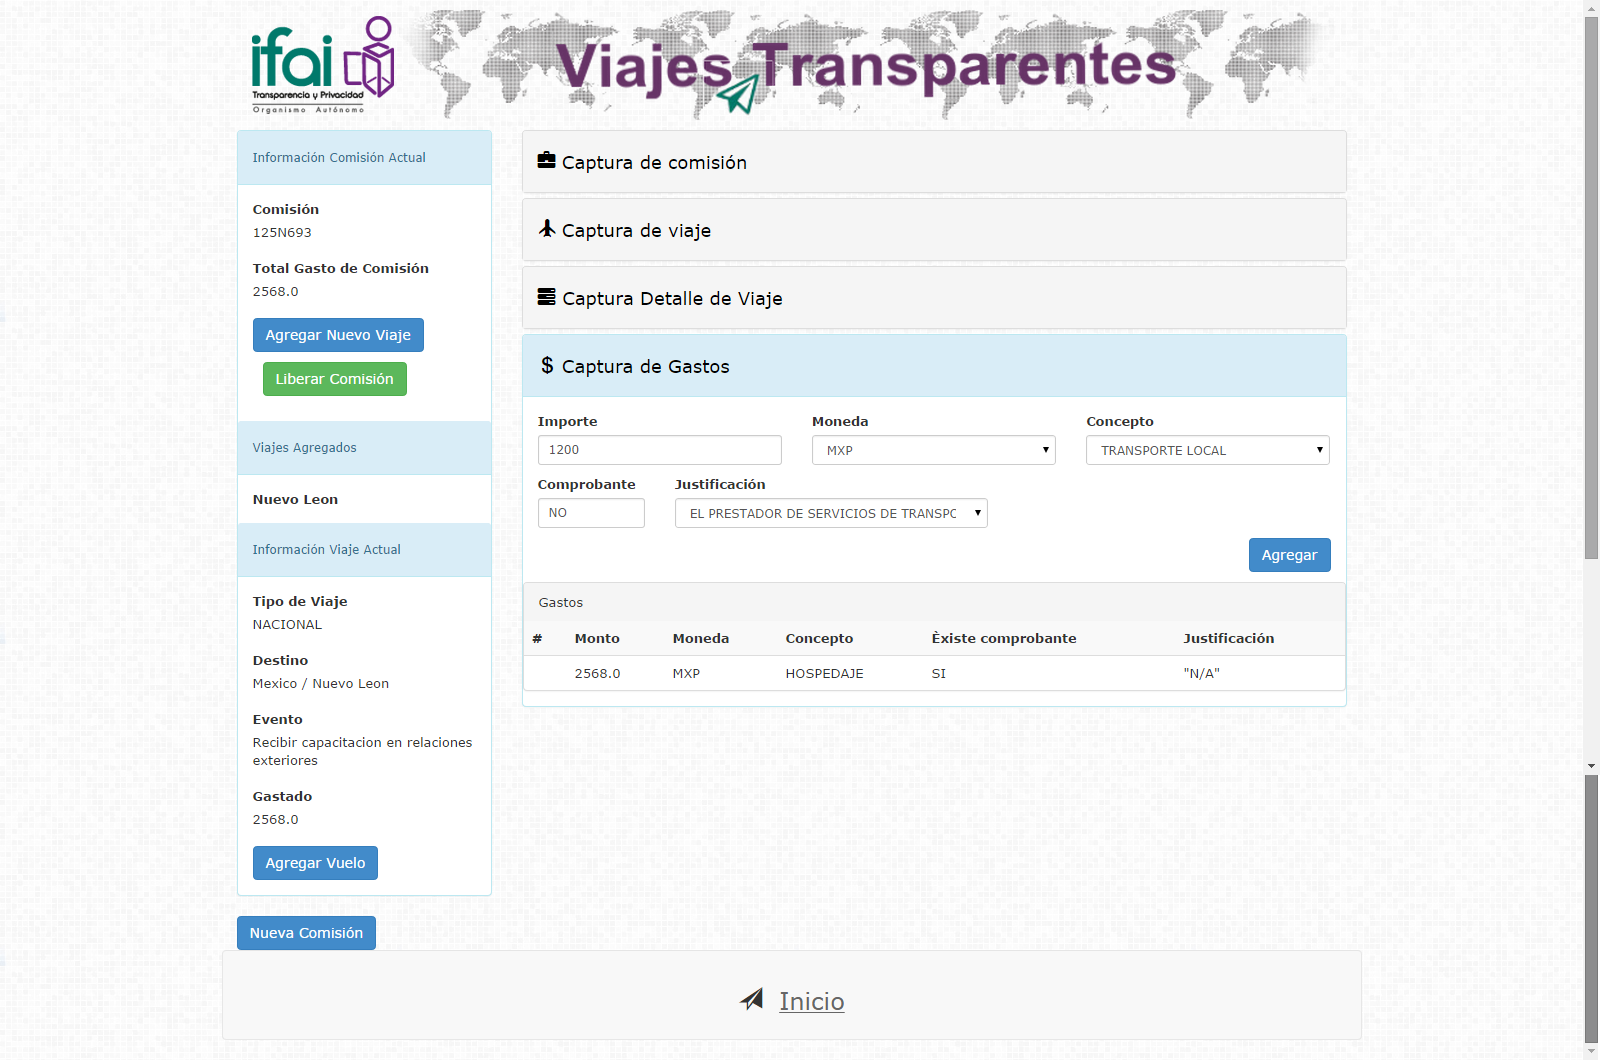 ifai
Transparencia y Privacidad
Organismo Autónomo
Viajes Transparentes
Información Comisión Actual
Comisión
125N693
Total Gasto de Comisión
2568.0
Agregar Nuevo Viaje
Liberar Comisión
Viajes Agregados
Nuevo Leon
Información Viaje Actual
Tipo de Viaje
NACIONAL
Destino
Mexico / Nuevo Leon
Evento
Recibir capacitacion en relaciones
exteriores
Gastado
2568.0
Agregar Vuelo
Nueva Comisión
Captura de comisión
Captura de viaje
Captura Detalle de Viaje
$ Captura de Gastos
Importe Moneda Concepto
1200 MXP TRANSPORTE LOCAL
Comprobante Justificación
NO EL PRESTADOR DE SERVICIOS DE TRANSPC
Agregar
Gastos
# Monto Moneda Concepto Èxiste comprobante Justificación
2568.0 MXP HOSPEDAJE SI "N/A"
Inicio